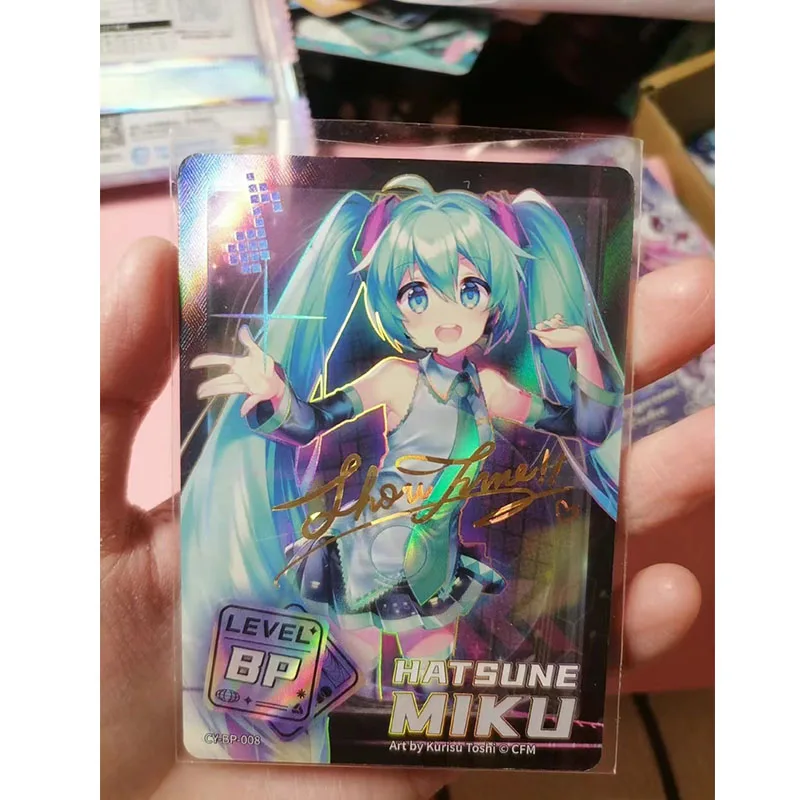 Show Time!!
LEVEL
BP
HATSUNE
MIKU
CY-BP-008
Art by Kurisu Toshi © CFM